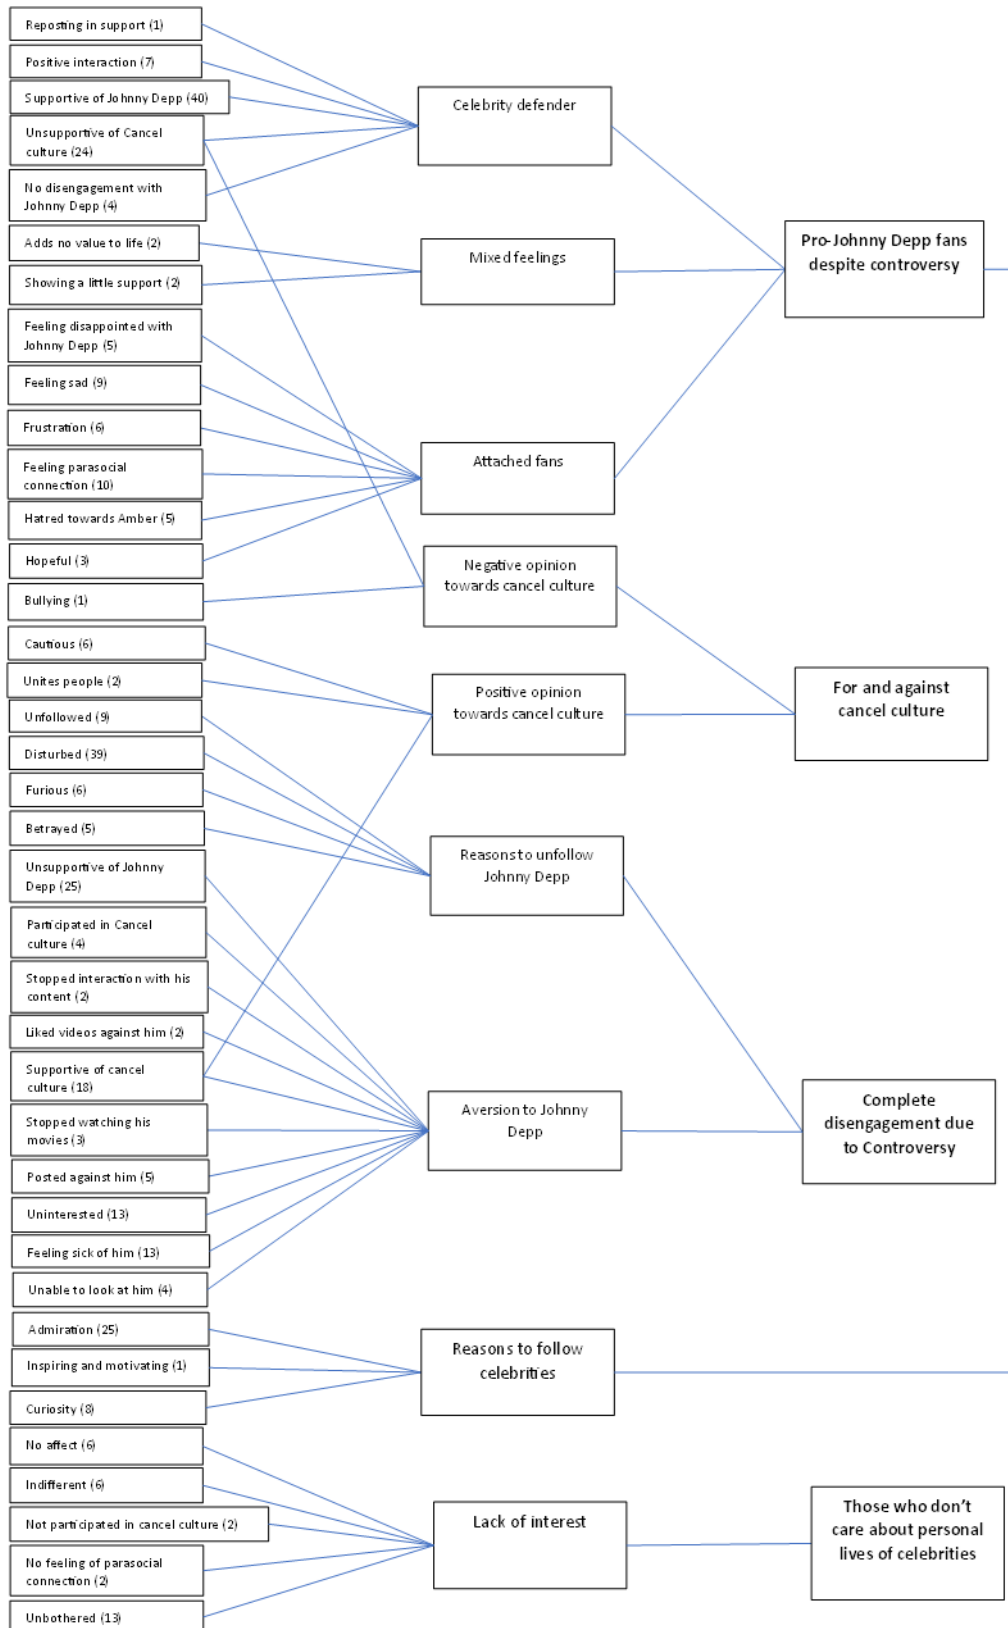 Reposting in support (1)
Positive interaction (7)
Supportive of Johnny Depp (40)
Unsupportive of Cancel
culture (24)
No disengagement with
Johnny Depp (4)
Adds no value to life (2)
Showing a little support (2)
Feeling disappointed with
Johnny Depp (5)
Feeling sad (9)
Frustration (6)
Feeling parasocial
connection (10)
Hatred towards Amber (5)
Hopeful (3)
Bullying (1)
Cautious (6)
Unites people (2)
Unfollowed (9)
Disturbed (39)
Furious (6)
Betrayed (5)
Unsupportive of Johnny
Depp (25)
Participated in Cancel
culture (4)
Stopped interaction with his
content (2)
Liked videos against him (2)
Supportive of cancel
culture (18)
Stopped watching his
movies (3)
Posted against him (5)
Uninterested (13)
Feeling sick of him (13)
Unable to look at him (4)
Admiration (25)
Inspiring and motivating (1)
Curiosity (8)
No affect (6)
Indifferent (6)
Not participated in cancel culture (2)
No feeling of parasocial
connection (2)
Unbothered (13)
Celebrity defender
Mixed feelings
Attached fans
Negative opinion
towards cancel culture
Positive opinion
towards cancel culture
Reasons to unfollow
Johnny Depp
Aversion to Johnny
Depp
Reasons to follow
celebrities
Lack of interest
Pro-Johnny Depp fans
despite controversy
For and against
cancel culture
Complete
disengagement due
to Controversy
Those who don't
care about personal
lives of celebrities